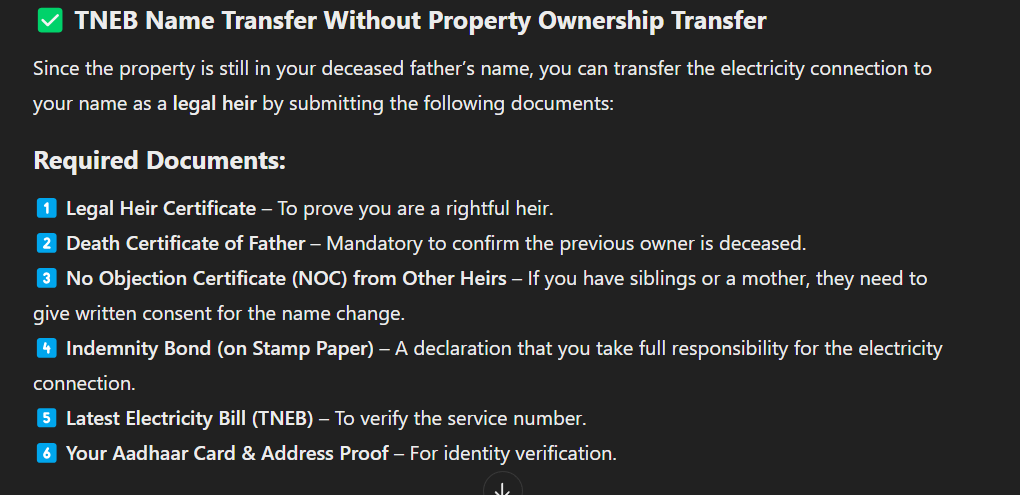 ✅ TNEB Name Transfer Without Property Ownership Transfer
Since the property is still in your deceased father’s name, you can transfer the electricity connection to
your name as a legal heir by submitting the following documents:
Required Documents:
1️⃣ Legal Heir Certificate – To prove you are a rightful heir.
2️⃣ Death Certificate of Father – Mandatory to confirm the previous owner is deceased.
3️⃣ No Objection Certificate (NOC) from Other Heirs – If you have siblings or a mother, they need to
give written consent for the name change.
4️⃣ Indemnity Bond (on Stamp Paper) – A declaration that you take full responsibility for the electricity
connection.
5️⃣ Latest Electricity Bill (TNEB) – To verify the service number.
6️⃣ Your Aadhaar Card & Address Proof – For identity verification.